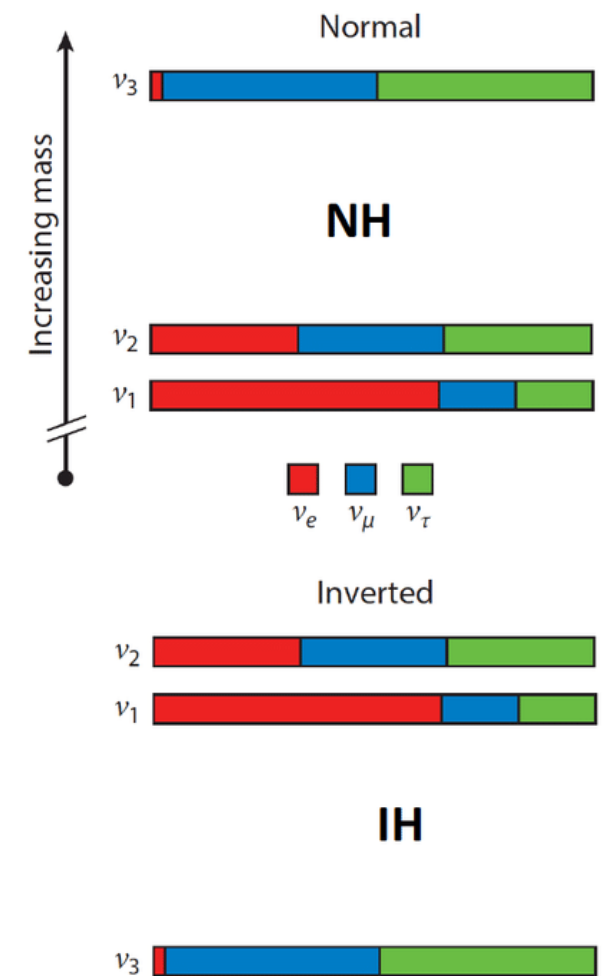 Normal
ν3
NH
Increasing mass
ν2
ν1
νe νμ ντ
Inverted
ν2
ν1
IH
ν3